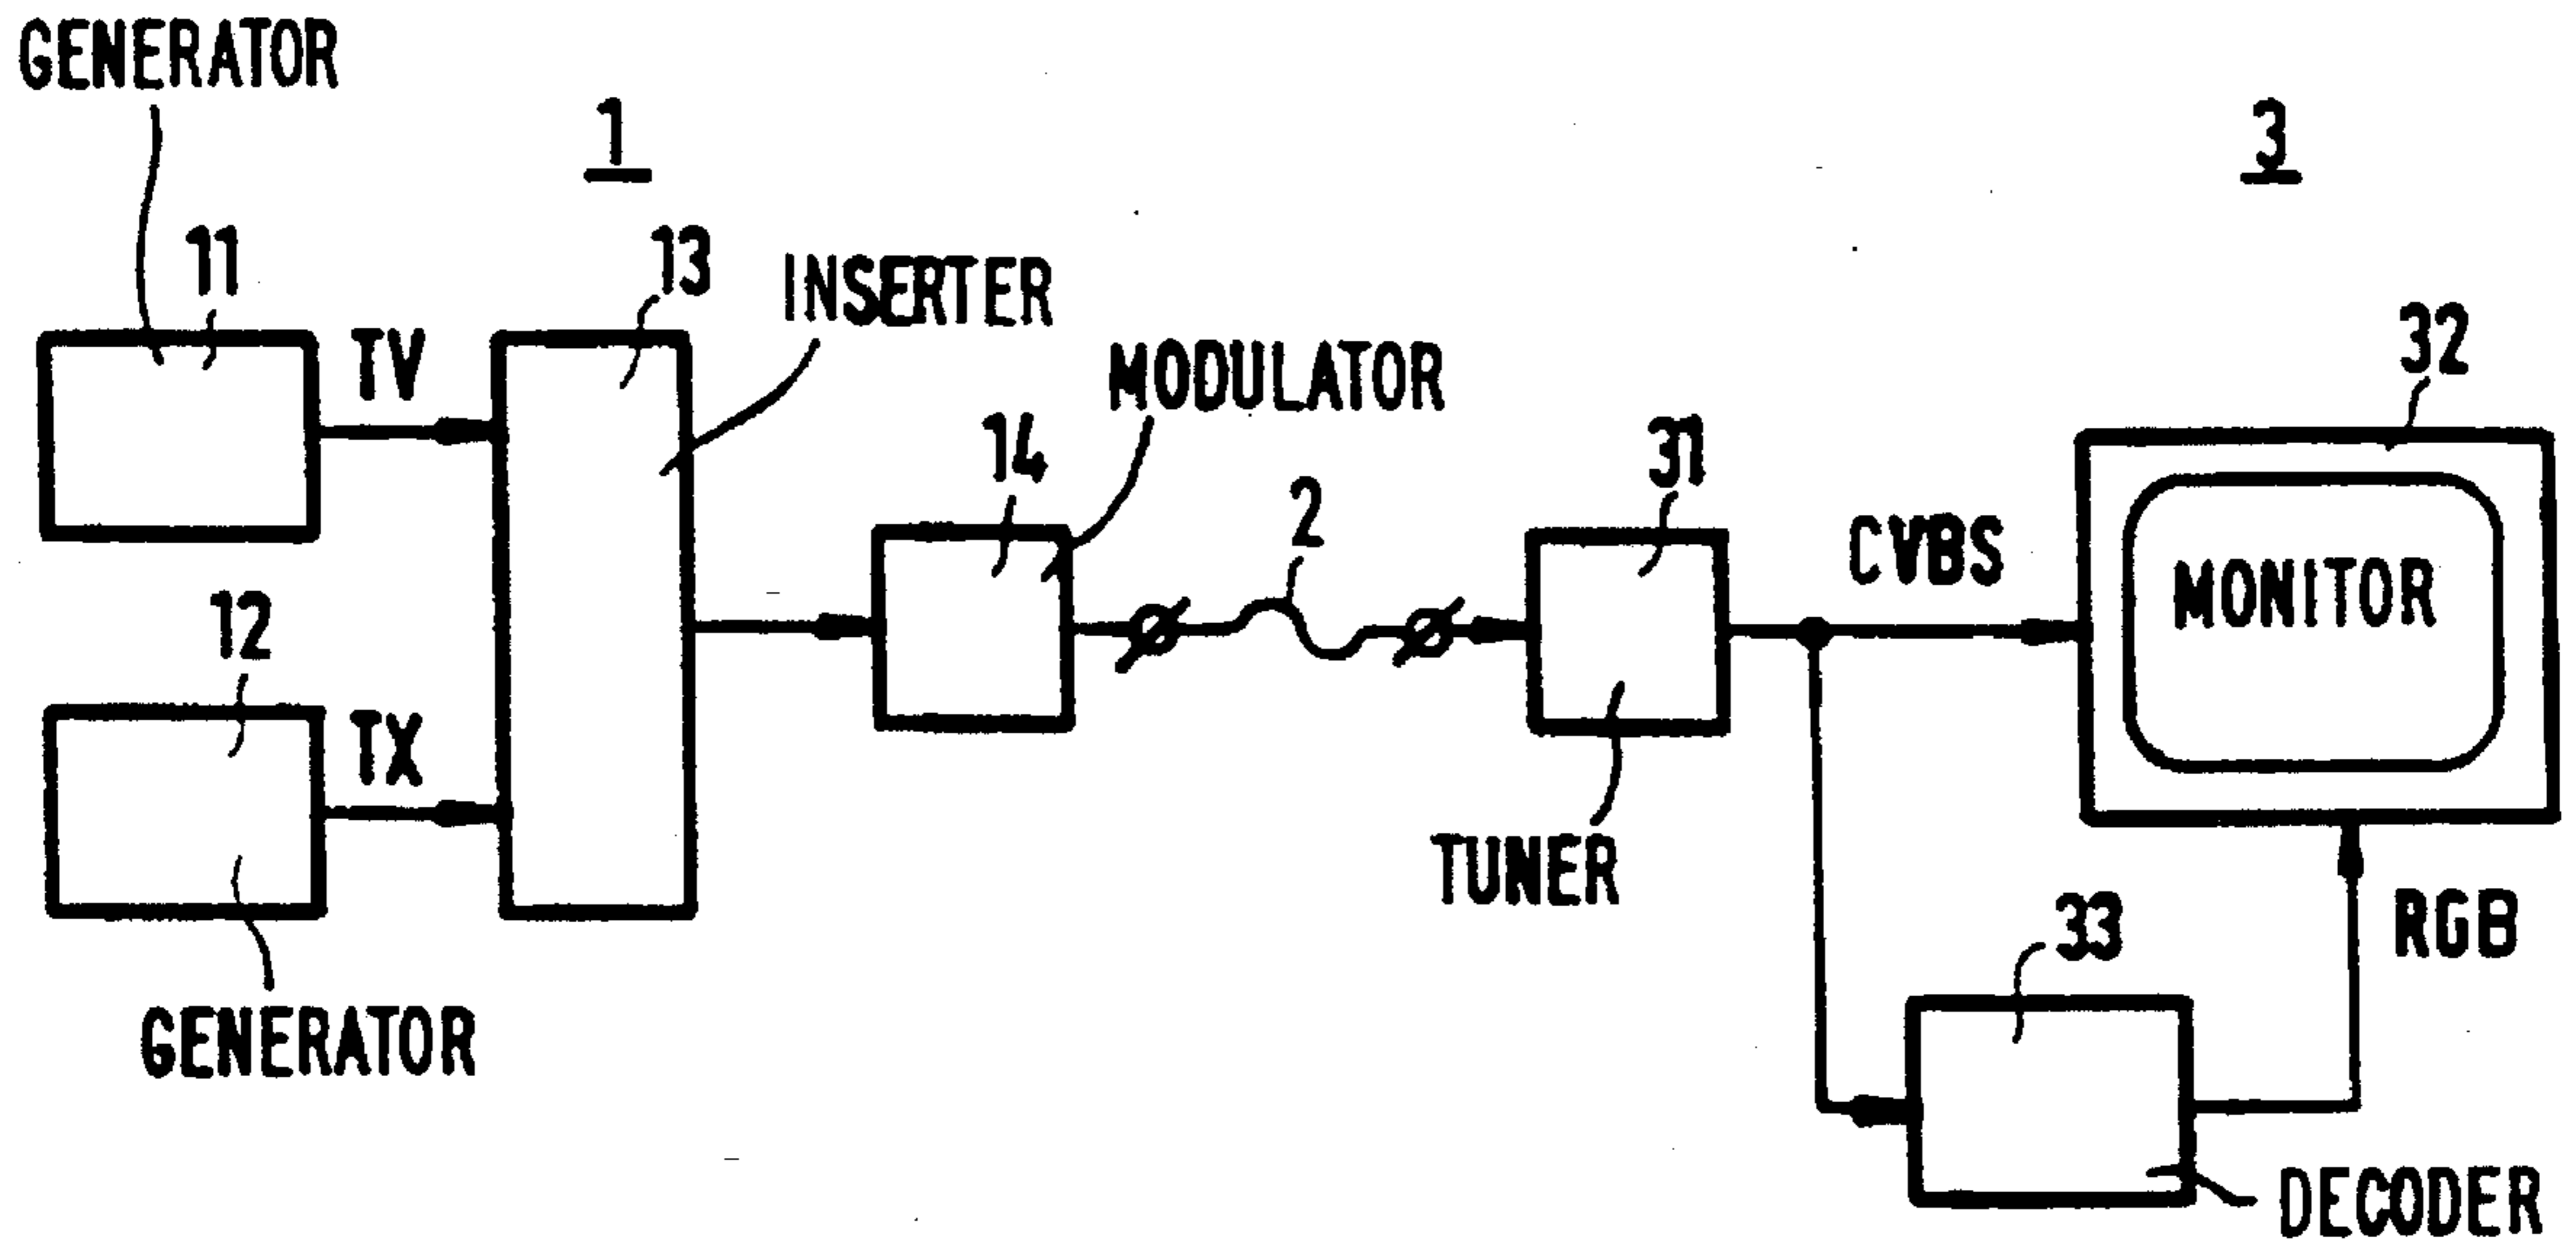 GENERATOR
1
3
11
13
INSERTER
TV
MODULATOR
32
14
31
2
CVBS
MONITOR
12
TX
TUNER
33
RGB
GENERATOR
DECODER